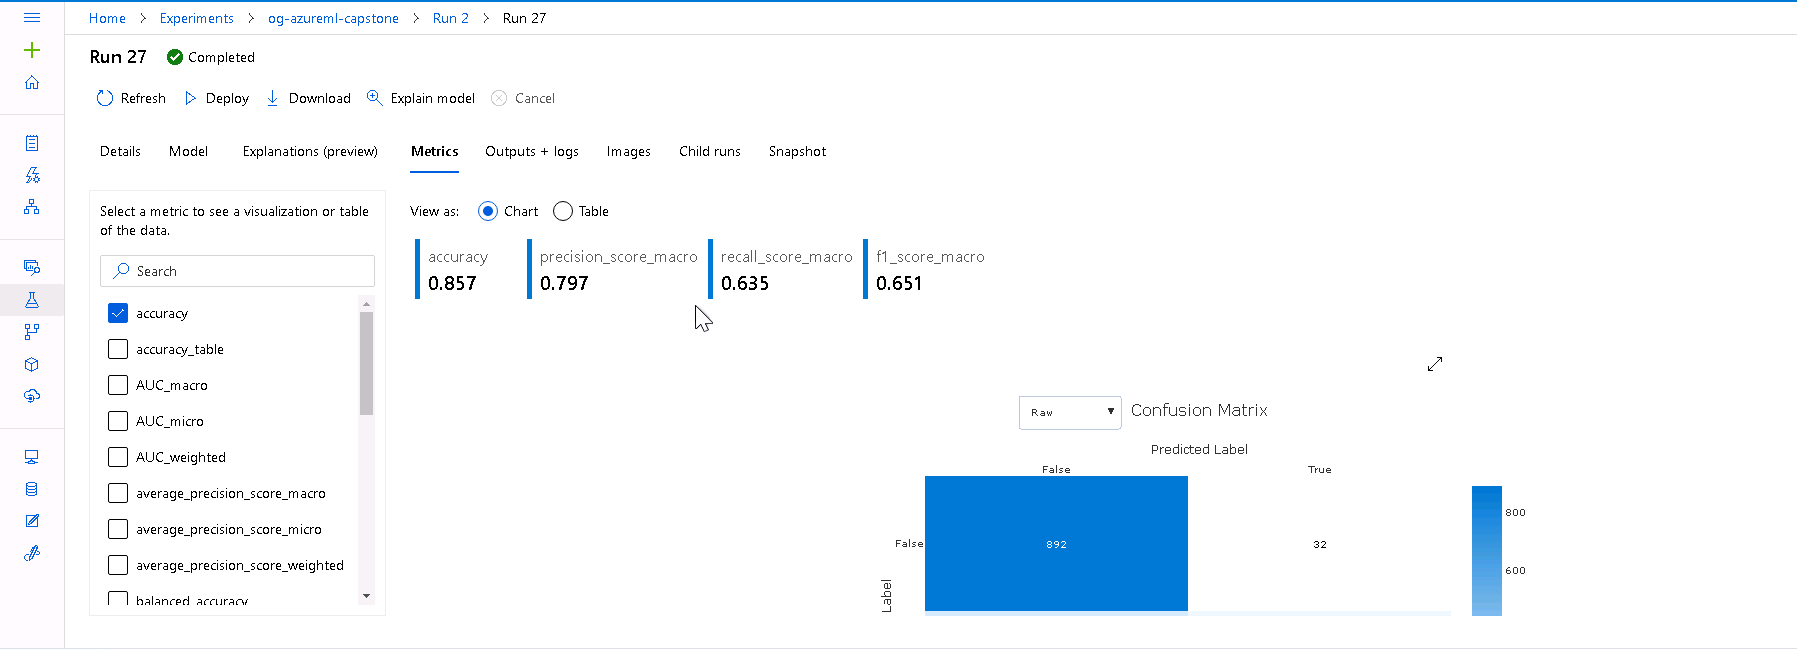 Home > Experiments > og-azureml-capstone > Run 2 > Run 27
Run 27 Completed
Refresh Deploy Download Explain model Cancel
Details Model Explanations (preview) Metrics Outputs + logs Images Child runs Snapshot
Select a metric to see a visualization or table
of the data.
Search
accuracy
accuracy_table
AUC_macro
AUC_micro
AUC_weighted
average_precision_score_macro
average_precision_score_micro
average_precision_score_weighted
balanced_accuracy
View as: Chart Table
accuracy precision_score_macro recall_score_macro f1_score_macro
0.857 0.797 0.635 0.651
Raw Confusion Matrix
Predicted Label
False True
False 892 32
Label
800
600